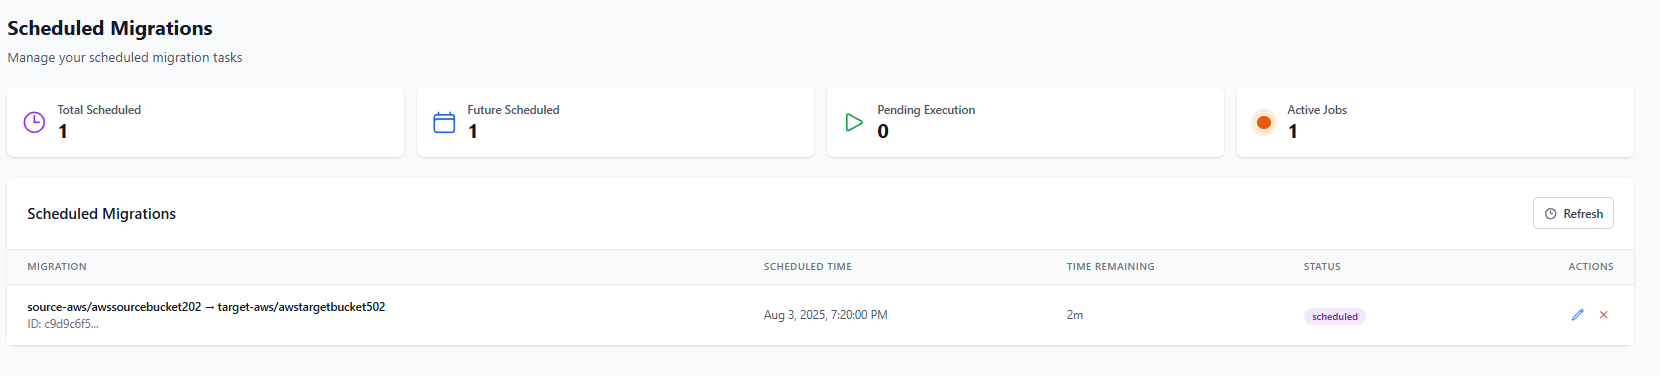 Scheduled Migrations
Manage your scheduled migration tasks
Total Scheduled
1
Future Scheduled
1
Pending Execution
0
Active Jobs
1
Scheduled Migrations
Refresh
MIGRATION SCHEDULED TIME TIME REMAINING STATUS ACTIONS
source-aws/awssourcebucket202 → target-aws/awstargetbucket502
ID: c9d9c6f5...
Aug 3, 2025, 7:20:00 PM
2m
scheduled